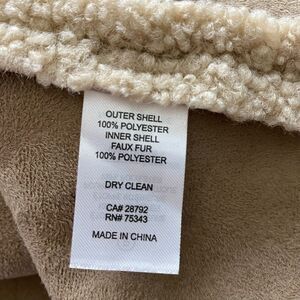 OUTER SHELL
100% POLYESTER
INNER SHELL
FAUX FUR
100% POLYESTER
DRY CLEAN
CA# 28792
RN# 75343
MADE IN CHINA